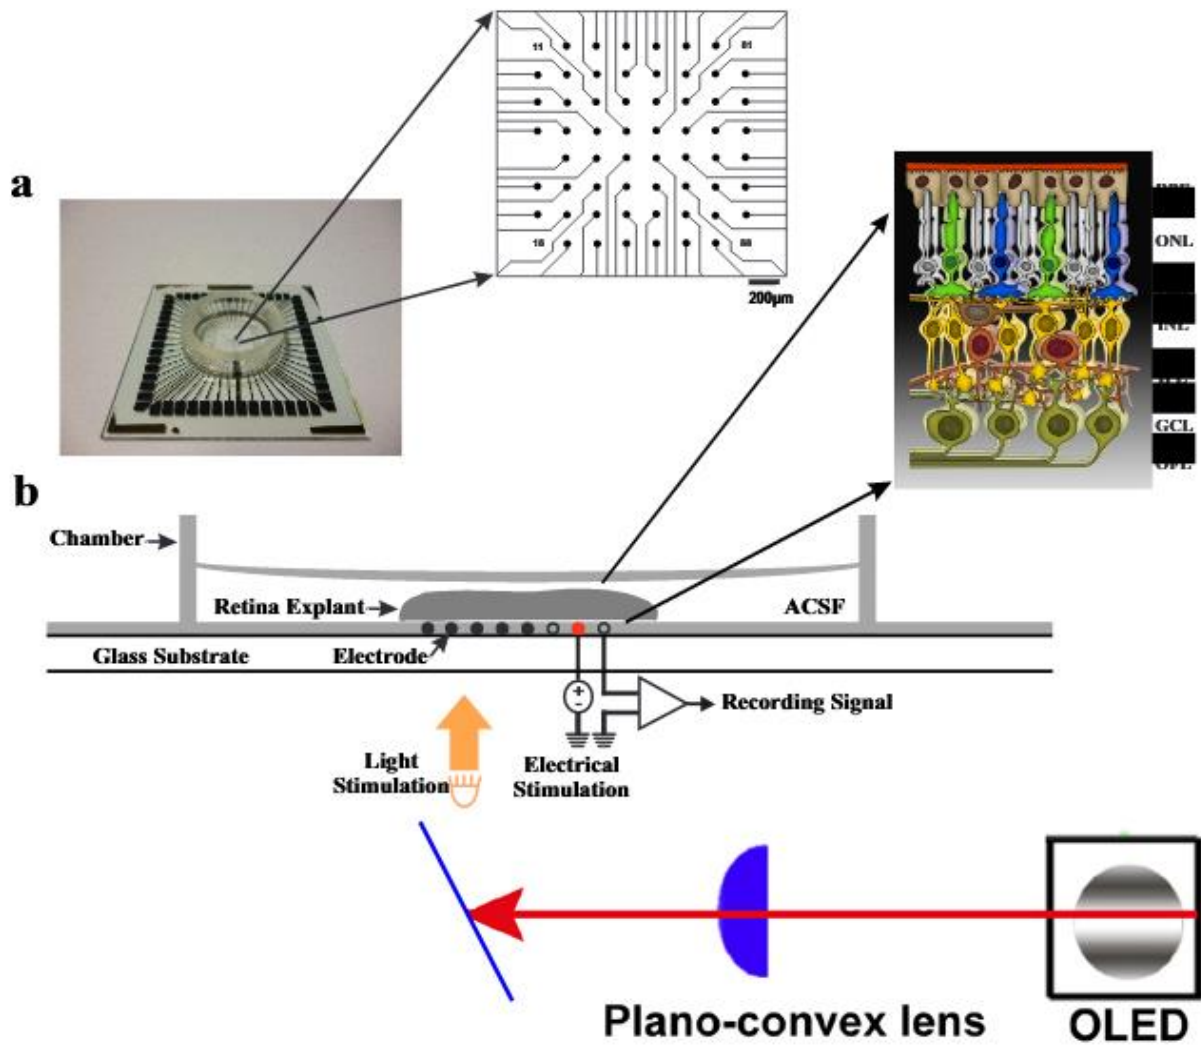 11
81
18
88
200μm
a
ONL
INL
GCL
b
Chamber
Retina Explant
ACSF
Glass Substrate
Electrode
+
-
Recording Signal
Light
Stimulation
Electrical
Stimulation
Plano-convex lens
OLED